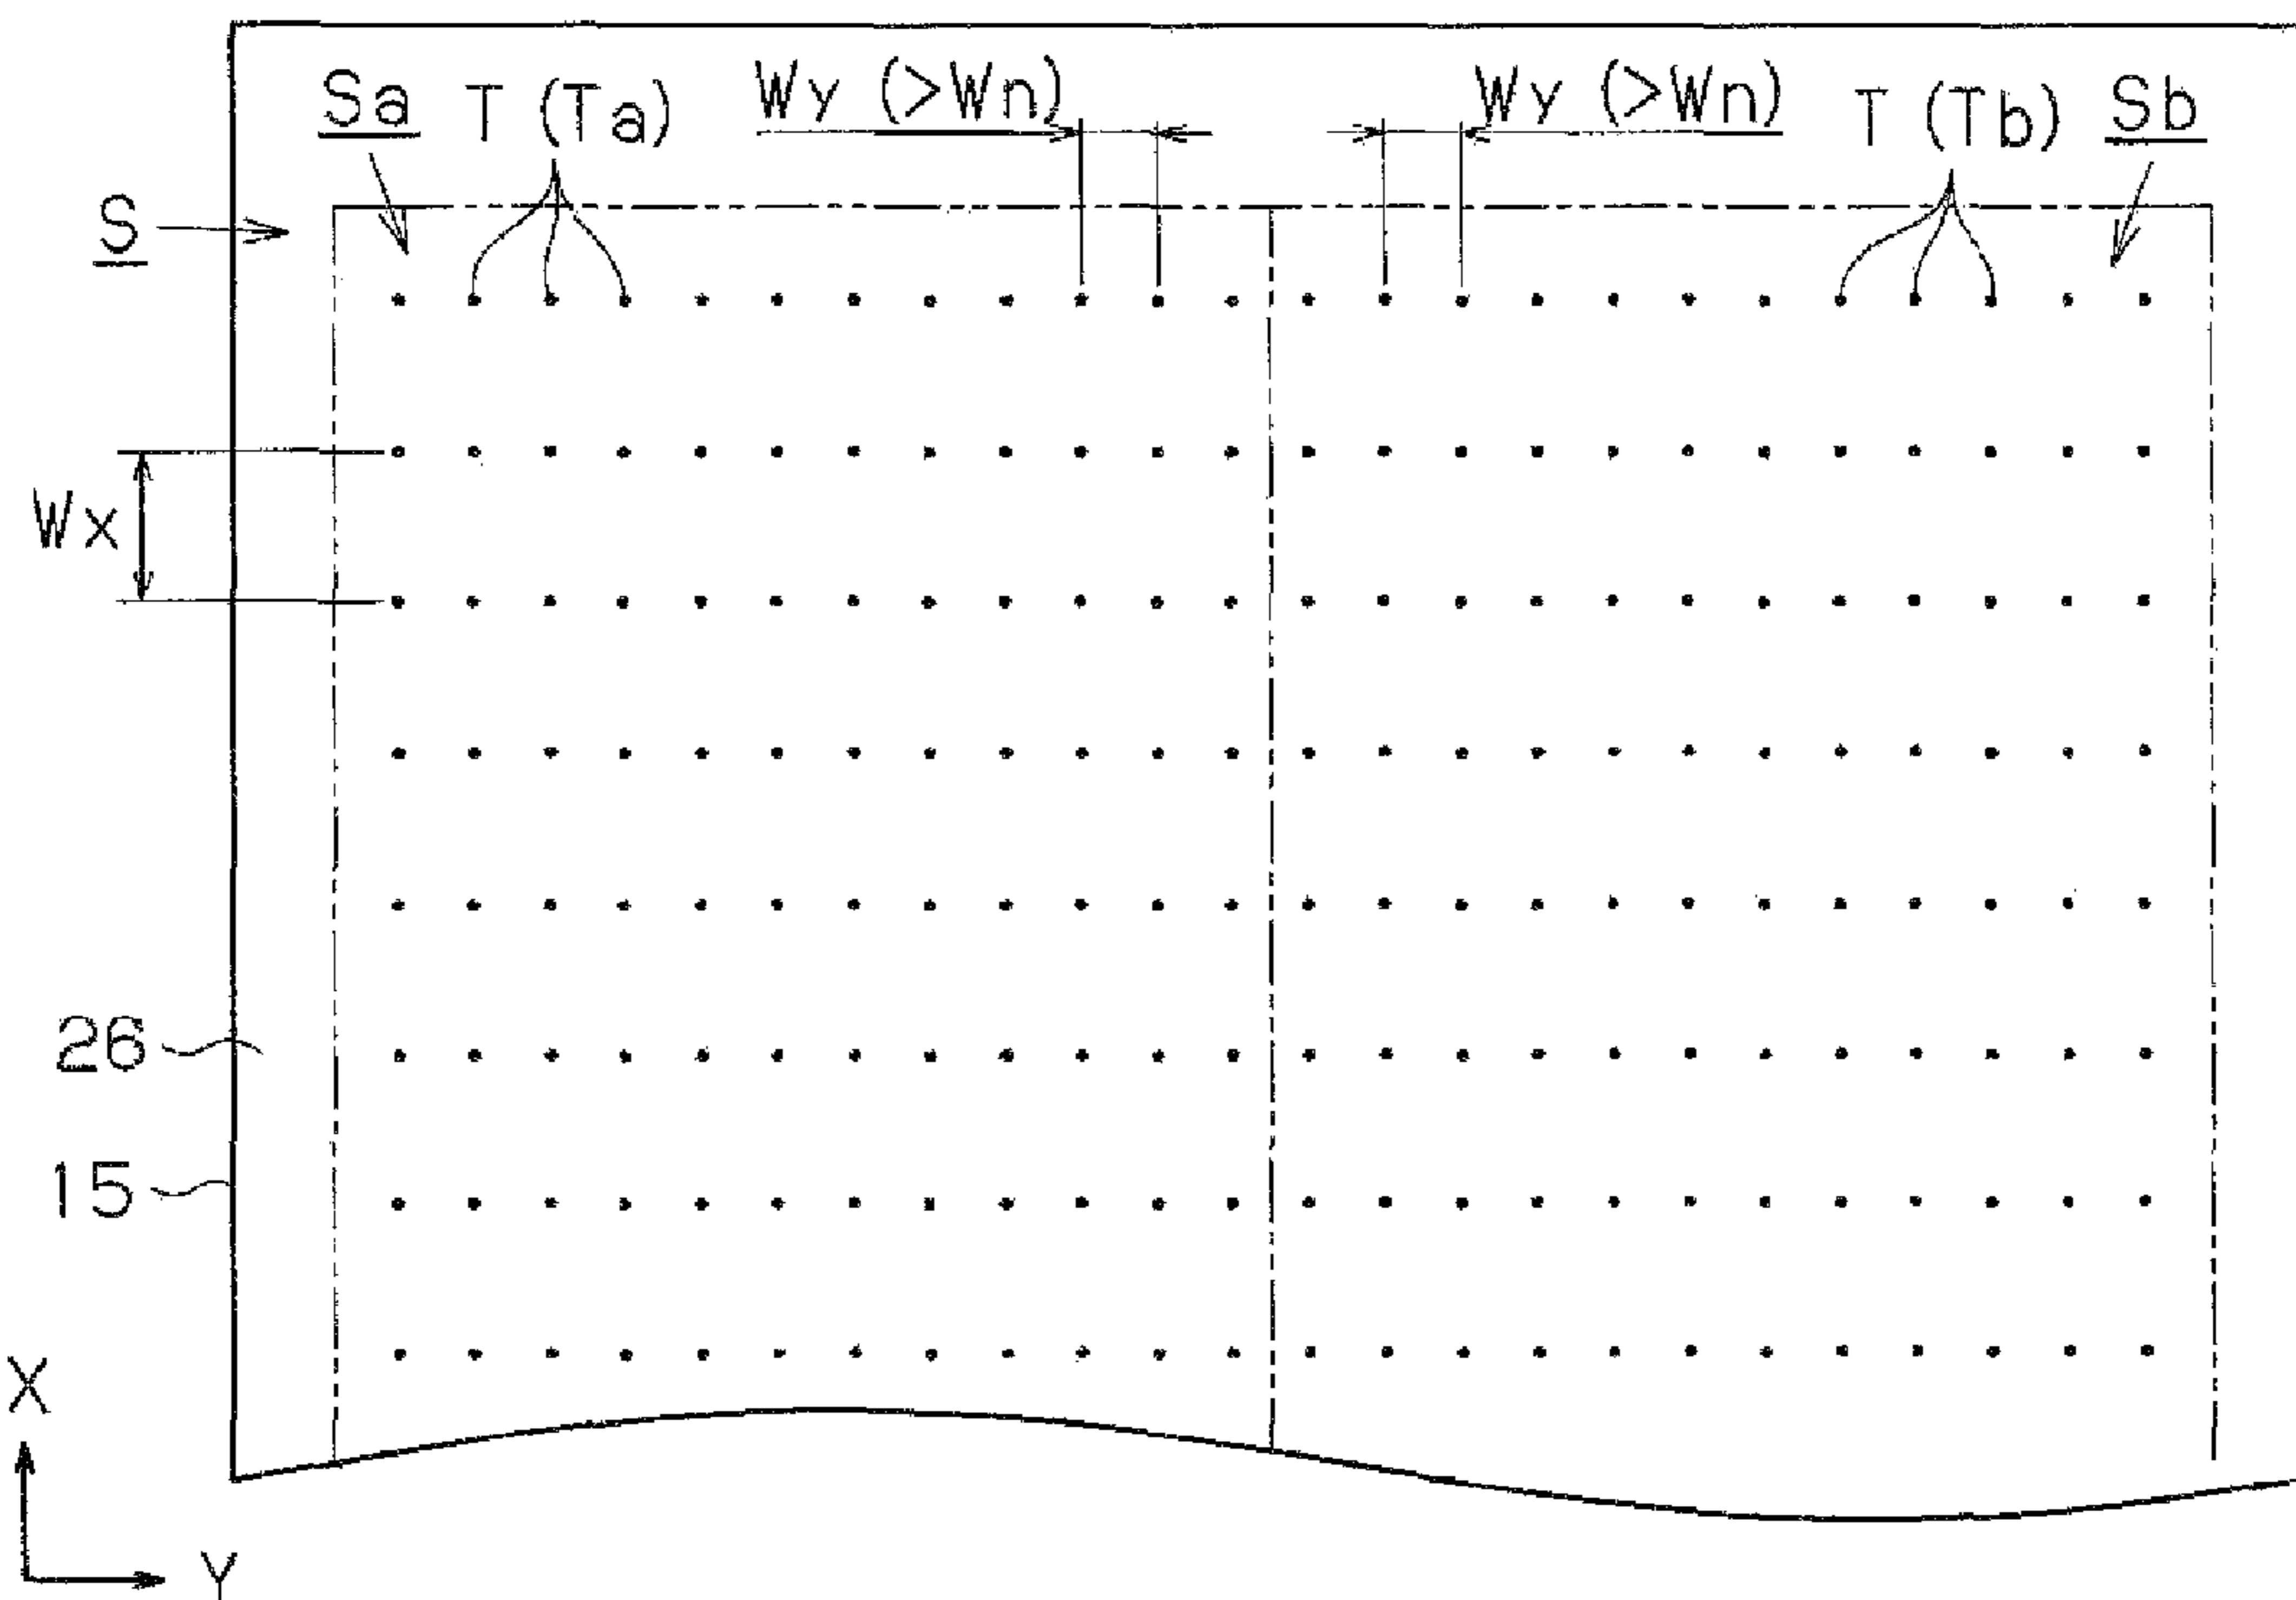 Sa T (Ta) Wy (>Wn) Wy (>Wn) T (Tb) Sb
S
Wx
26
15
X
Y